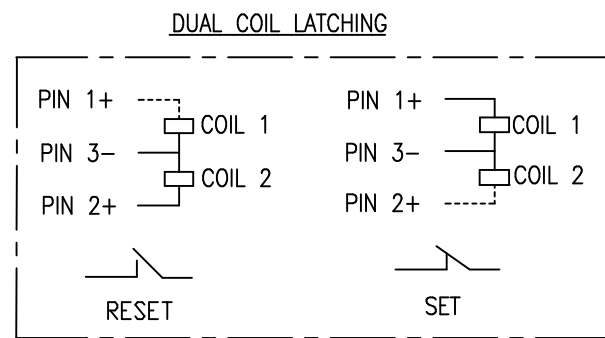 DUAL COIL LATCHING
PIN 1+
COIL 1
PIN 3-
COIL 2
PIN 2+
RESET
PIN 1+
COIL 1
PIN 3-
COIL 2
PIN 2+
SET